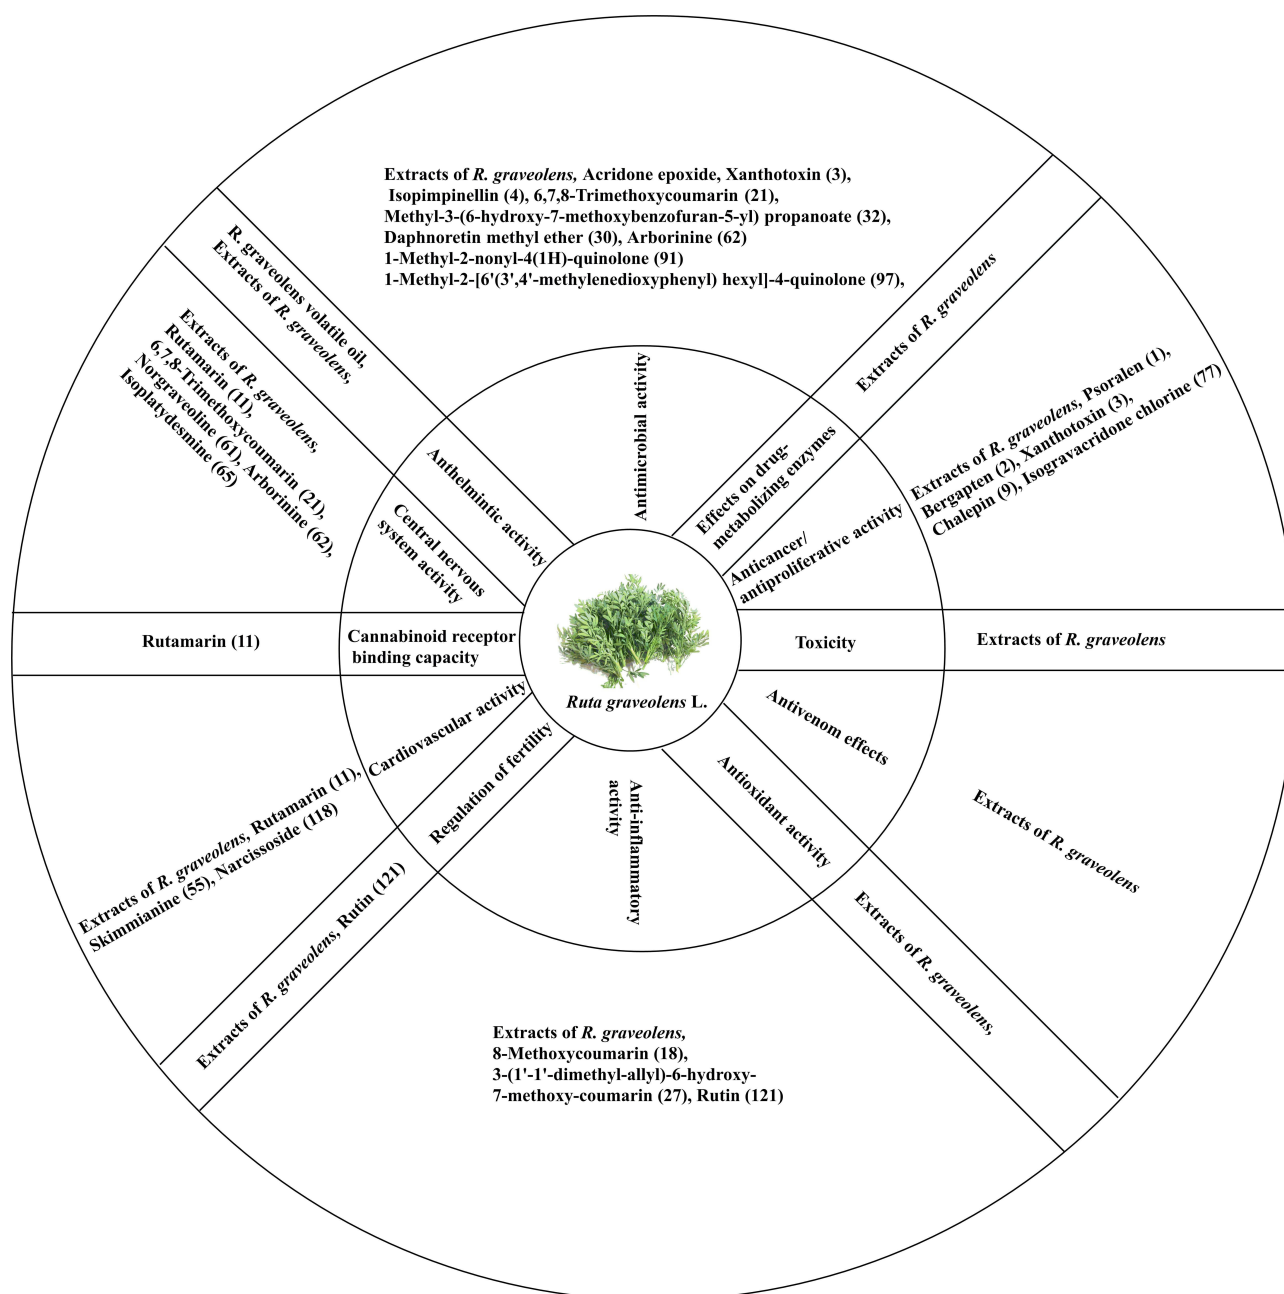 Extracts of R. graveolens, Acridone epoxide, Xanthotoxin (3),
Isopimpinellin (4), 6,7,8-Trimethoxycoumarin (21),
Methyl-3-(6-hydroxy-7-methoxybenzofuran-5-yl) propanoate (32),
Daphnoretin methyl ether (30), Arborinine (62)
1-Methyl-2-nonyl-4(1H)-quinolone (91)
1-Methyl-2-[6'(3',4'-methylenedioxyphenyl) hexyl]-4-quinolone (97),
Antimicrobial activity
Extracts of R. graveolens
Effects on drug-
metabolizing enzymes
Extracts of R. graveolens, Psoralen (1),
Bergapten (2), Xanthotoxin (3),
Chalepin (9), Isogravacridone chlorine (77)
Anticancer/
antiproliferative activity
Toxicity
Extracts of R. graveolens
Antivenom effects
Extracts of R. graveolens
Antioxidant activity
Extracts of R. graveolens,
Anti-inflammatory
activity
Extracts of R. graveolens,
8-Methoxycoumarin (18),
3-(1'-1'-dimethyl-allyl)-6-hydroxy-
7-methoxy-coumarin (27), Rutin (121)
Regulation of fertility
Extracts of R. graveolens, Rutin (121)
Cardiovascular activity
Extracts of R. graveolens, Rutamarin (11),
Skimmianine (55), Narcissoside (118)
Cannabinoid receptor
binding capacity
Rutamarin (11)
Central nervous
system activity
Extracts of R. graveolens,
Rutamarin (11),
6,7,8-Trimethoxycoumarin (21),
Norgraveoline (61), Arborinine (62),
Isoplatydesmine (65)
Anthelmintic activity
R. graveolens volatile oil,
Extracts of R. graveolens,
Ruta graveolens L.